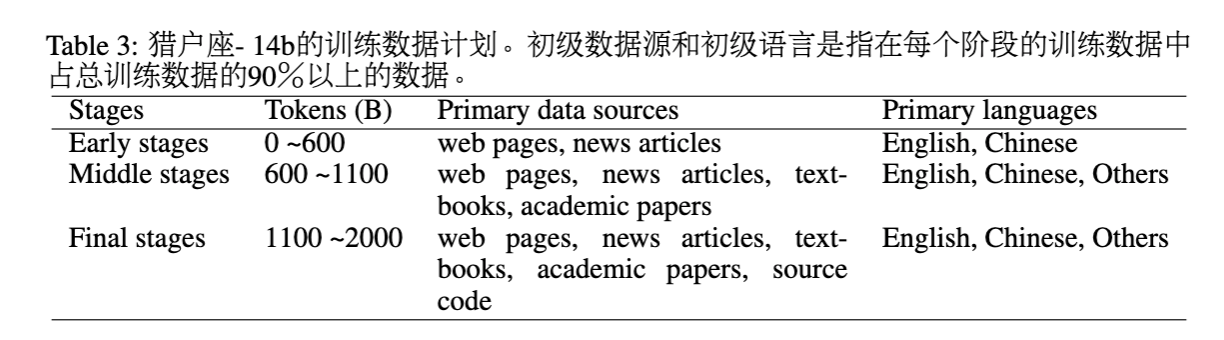 Table 3: 猎户座- 14b的训练数据计划。初级数据源和初级语言是指在每个阶段的训练数据中
占总训练数据的90%以上的数据。
Stages Tokens (B) Primary data sources Primary languages
Early stages 0 ~600 web pages, news articles English, Chinese
Middle stages 600 ~1100 web pages, news articles, text- English, Chinese, Others
books, academic papers
Final stages 1100 ~2000 web pages, news articles, text- English, Chinese, Others
books, academic papers, source
code